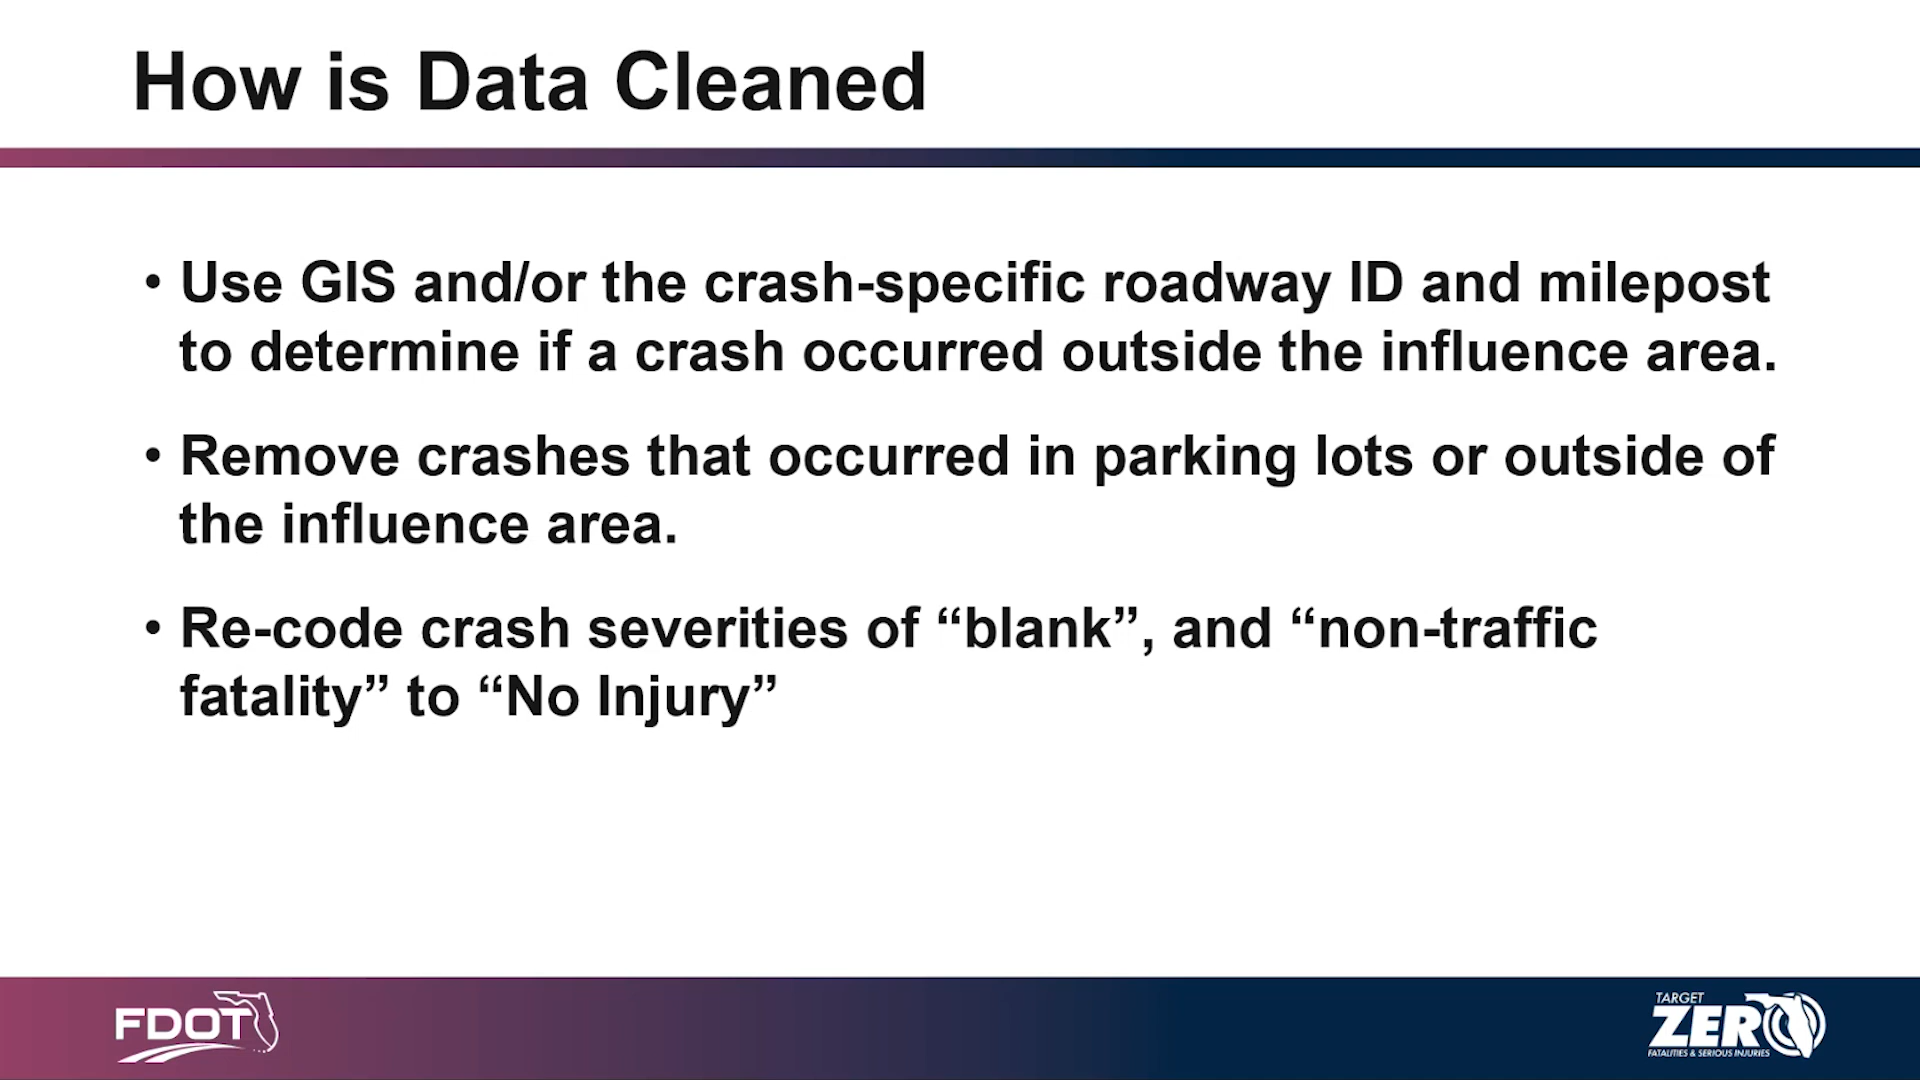 How is Data Cleaned
• Use GIS and/or the crash-specific roadway ID and milepost
to determine if a crash occurred outside the influence area.
• Remove crashes that occurred in parking lots or outside of
the influence area.
• Re-code crash severities of “blank”, and “non-traffic
fatality” to “No Injury”
FDOT
TARGET
ZERO
FATALITIES & SERIOUS INJURIES